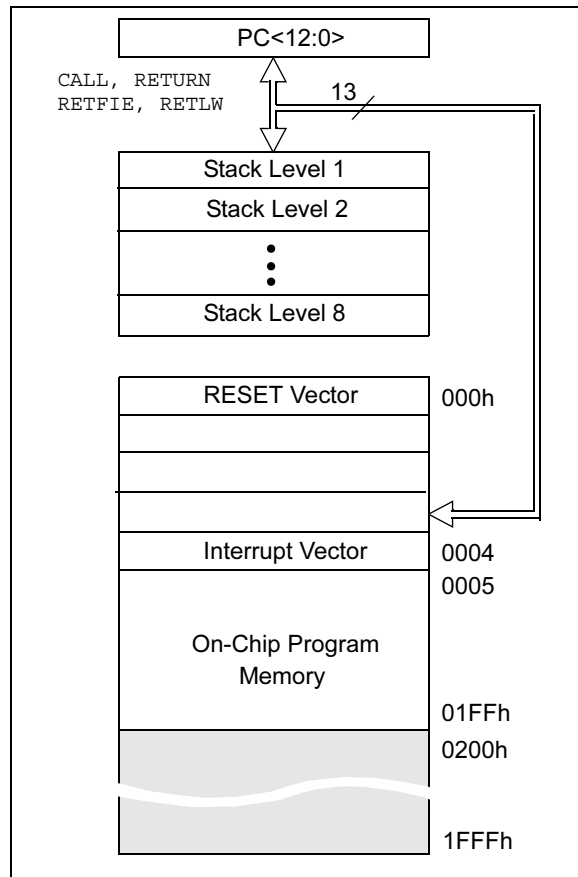 PC<12:0>
CALL, RETURN
RETFIE, RETLW
13
Stack Level 1
Stack Level 2
Stack Level 8
RESET Vector
000h
Interrupt Vector
0004
0005
On-Chip Program
Memory
01FFh
0200h
1FFFh